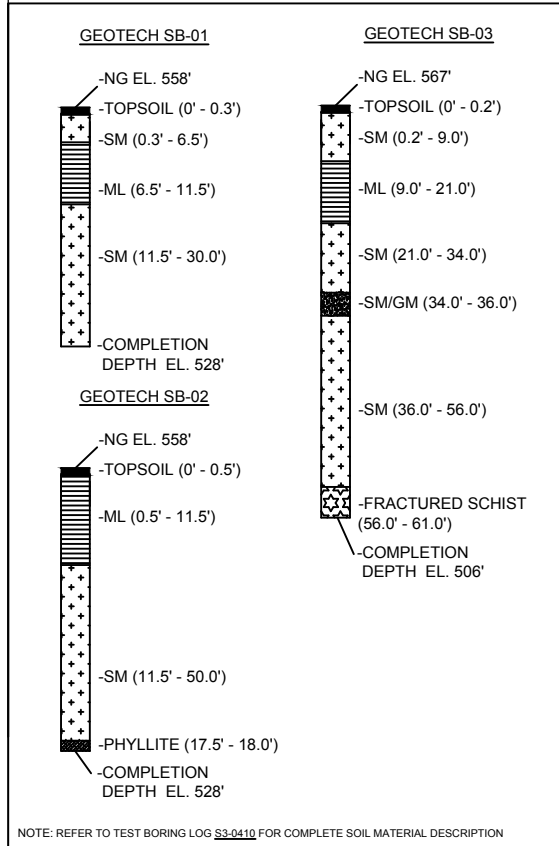 GEOTECH SB-01
-NG EL. 558'
-TOPSOIL (0' - 0.3')
-SM (0.3' - 6.5')
-ML (6.5' - 11.5')
-SM (11.5' - 30.0')
-COMPLETION
DEPTH EL. 528'
GEOTECH SB-02
-NG EL. 558'
-TOPSOIL (0' - 0.5')
-ML (0.5' - 11.5')
-SM (11.5' - 50.0')
-PHYLLITE (17.5' - 18.0')
-COMPLETION
DEPTH EL. 528'
GEOTECH SB-03
-NG EL. 567'
-TOPSOIL (0' - 0.2')
-SM (0.2' - 9.0')
-ML (9.0' - 21.0')
-SM (21.0' - 34.0')
-SM/GM (34.0' - 36.0')
-SM (36.0' - 56.0')
-FRACTURED SCHIST
(56.0' - 61.0')
-COMPLETION
DEPTH EL. 506'
NOTE: REFER TO TEST BORING LOG S3-0410 FOR COMPLETE SOIL MATERIAL DESCRIPTION